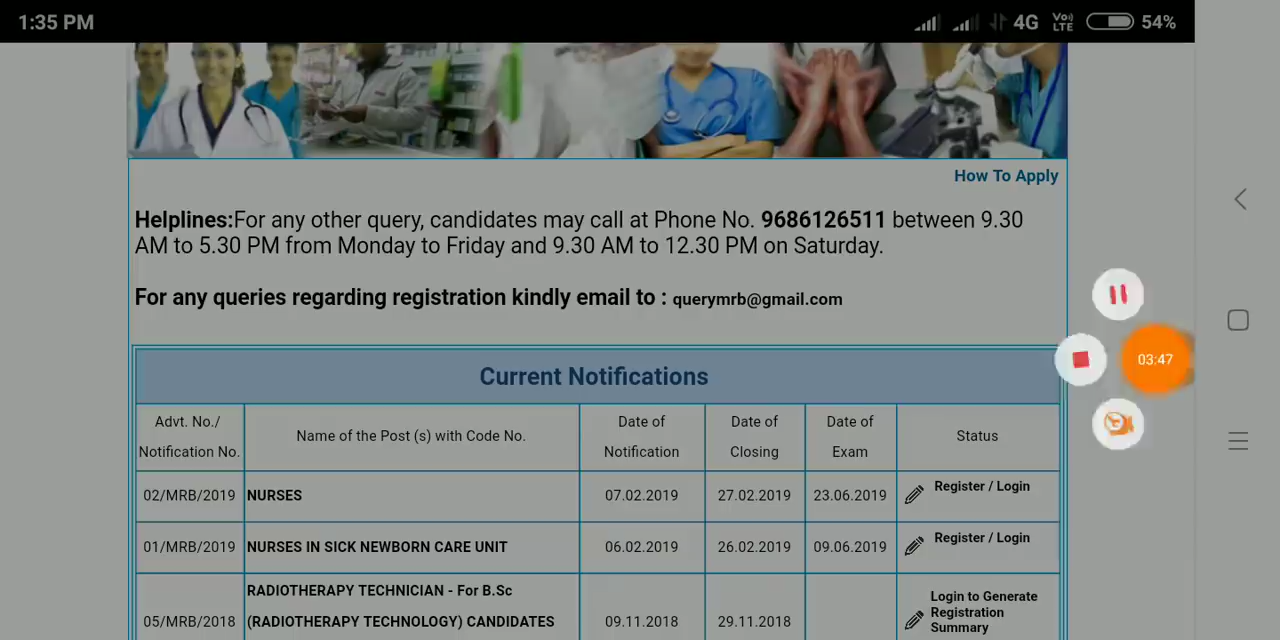 1:35 PM
4G
Vo))
LTE
54%
How To Apply
Helplines:For any other query, candidates may call at Phone No. 9686126511 between 9.30
AM to 5.30 PM from Monday to Friday and 9.30 AM to 12.30 PM on Saturday.
For any queries regarding registration kindly email to : querymrb@gmail.com
03:47
Current Notifications
Advt. No./
Notification No.
Name of the Post (s) with Code No.
Date of
Notification
Date of
Closing
Date of
Exam
Status
02/MRB/2019 NURSES 07.02.2019 27.02.2019 23.06.2019 Register / Login
01/MRB/2019 NURSES IN SICK NEWBORN CARE UNIT 06.02.2019 26.02.2019 09.06.2019 Register / Login
05/MRB/2018
RADIOTHERAPY TECHNICIAN - For B.Sc
(RADIOTHERAPY TECHNOLOGY) CANDIDATES
09.11.2018 29.11.2018
Login to Generate
Registration
Summary